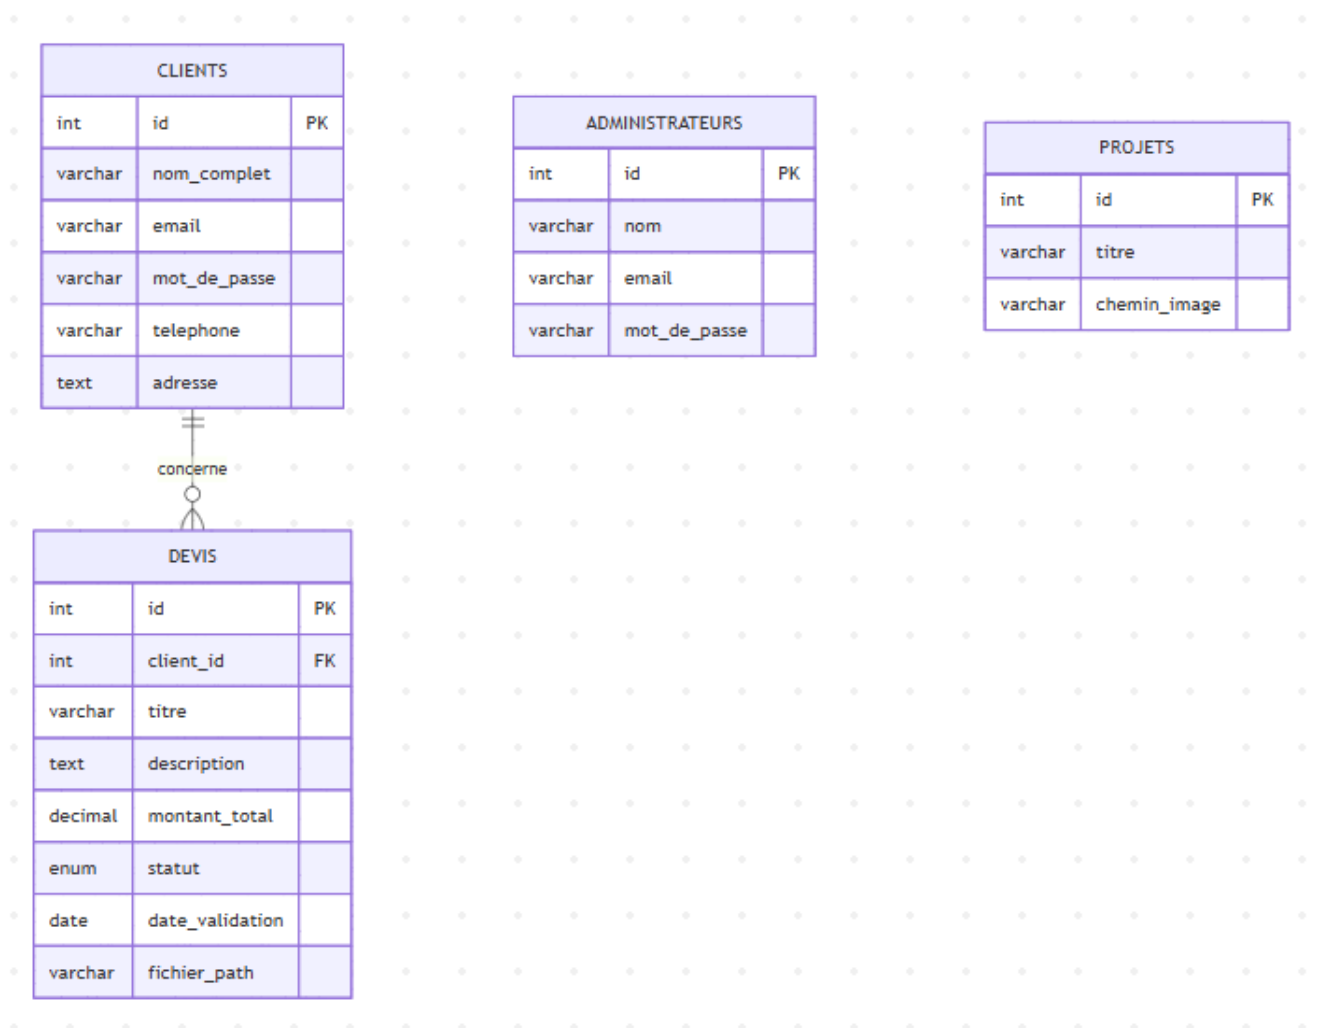 CLIENTS
int id PK
varchar nom_complet
varchar email
varchar mot_de_passe
varchar telephone
text adresse
concerne
DEVIS
int id PK
int client_id FK
varchar titre
text description
decimal montant_total
enum statut
date date_validation
varchar fichier_path
ADMINISTRATEURS
int id PK
varchar nom
varchar email
varchar mot_de_passe
PROJETS
int id PK
varchar titre
varchar chemin_image